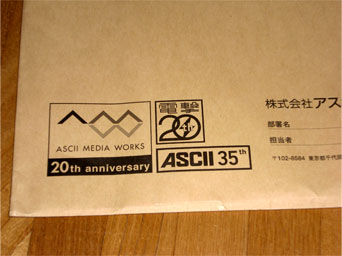 ASCII MEDIA WORKS
20th anniversary
電撃
20
ASCII 35th
株式会社アス
部署名
担当者
〒102-8584 東京都千代田